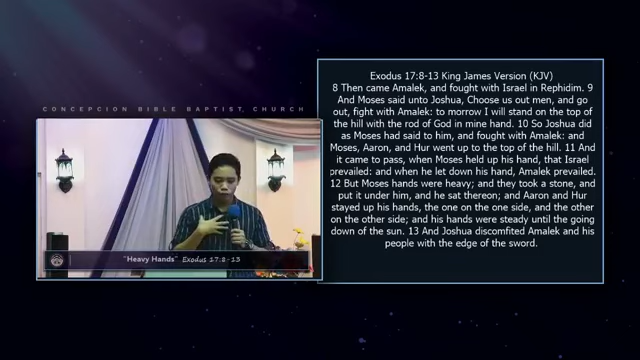 CONCEPCION BIBLE BAPTIST CHURCH
"Heavy Hands" Exodus 17:8-13
Exodus 17:8-13 King James Version (KJV)
8 Then came Amalek, and fought with Israel in Rephidim. 9
And Moses said unto Joshua, Choose us out men, and go
out, fight with Amalek: to morrow I will stand on the top of
the hill with the rod of God in mine hand. 10 So Joshua did
as Moses had said to him, and fought with Amalek: and
Moses, Aaron, and Hur went up to the top of the hill. 11 And
it came to pass, when Moses held up his hand, that Israel
prevailed: and when he let down his hand, Amalek prevailed.
12 But Moses hands were heavy; and they took a stone, and
put it under him, and he sat thereon; and Aaron and Hur
stayed up his hands, the one on the one side, and the other
on the other side; and his hands were steady until the going
down of the sun. 13 And Joshua discomfited Amalek and his
people with the edge of the sword.